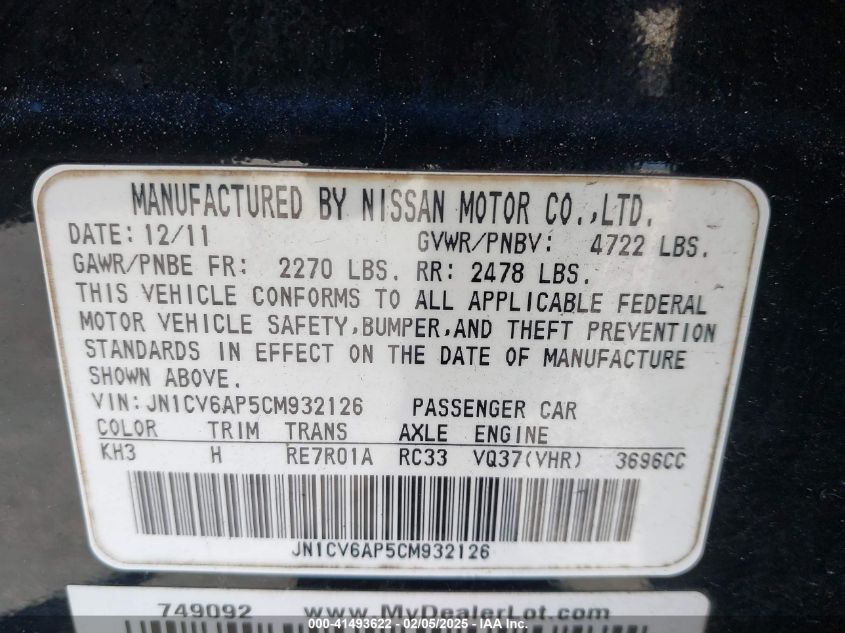 MANUFACTURED BY NISSAN MOTOR CO.,LTD.
DATE: 12/11 GVWR/PNBV: 4722 LBS.
GAWR/PNBE FR: 2270 LBS. RR: 2478 LBS.
THIS VEHICLE CONFORMS TO ALL APPLICABLE FEDERAL
MOTOR VEHICLE SAFETY,BUMPER,AND THEFT PREVENTION
STANDARDS IN EFFECT ON THE DATE OF MANUFACTURE
SHOWN ABOVE.
VIN:JN1CV6AP5CM932126 PASSENGER CAR
COLOR TRIM TRANS AXLE ENGINE
KH3 H RE7R01A RC33 VQ37(VHR) 3696CC
JN1CV6AP5CM932126
749092 www.MyDealerLot.com
000-41493622 - 02/05/2025 - IAA Inc.